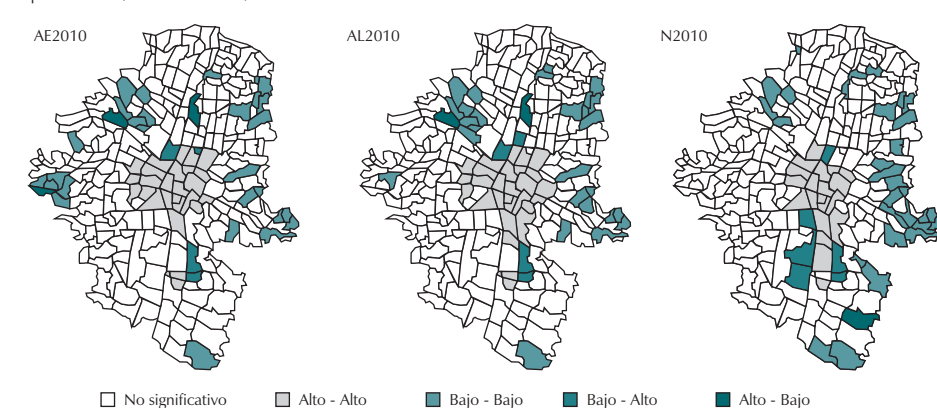 AE2010
AL2010
N2010
No significativo
Alto - Alto
Bajo - Bajo
Bajo - Alto
Alto - Bajo